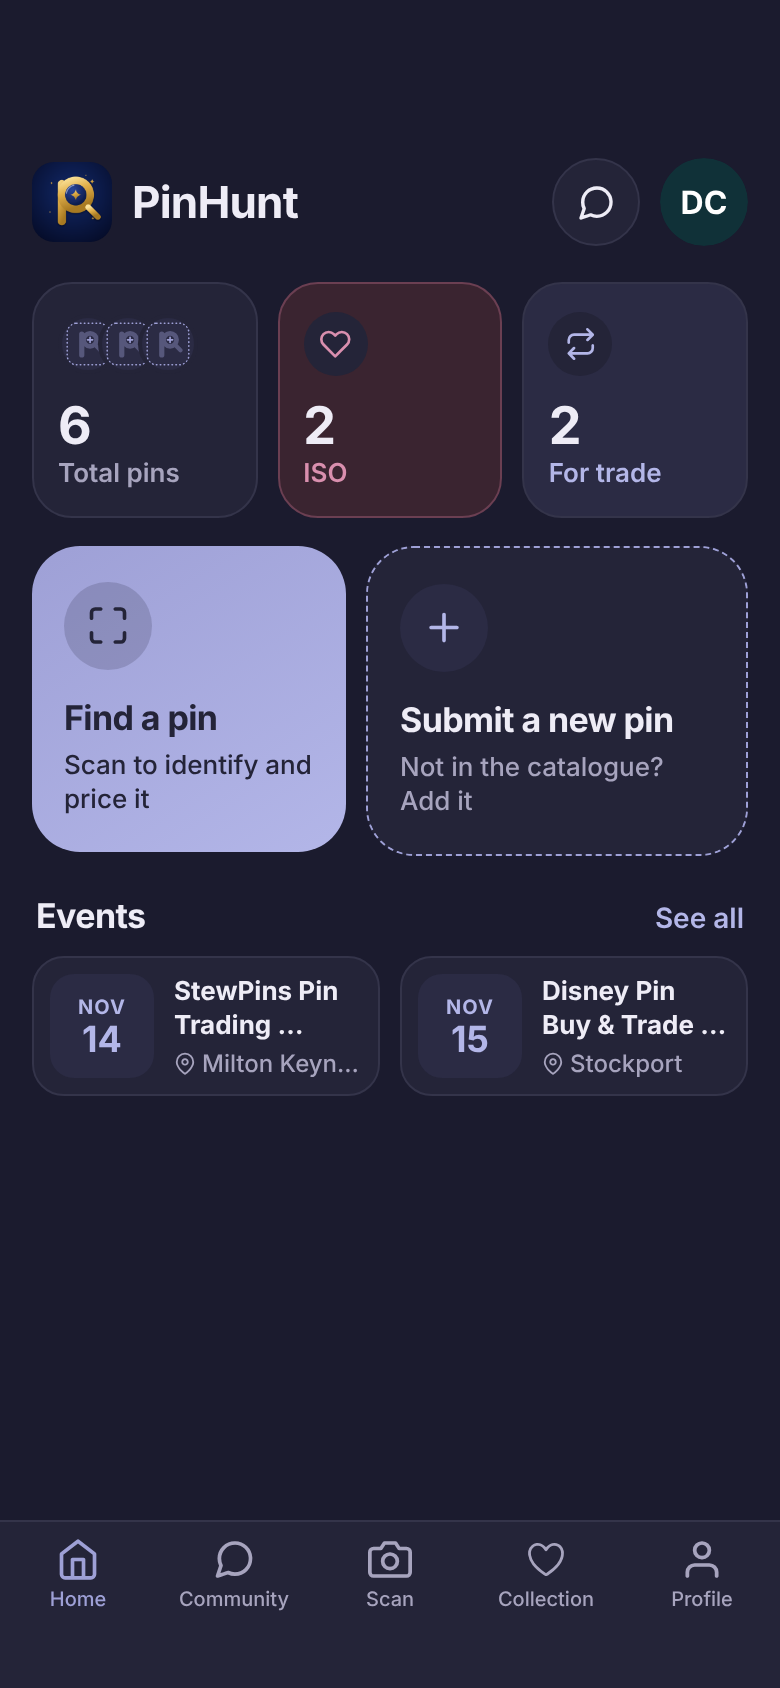 PinHunt
DC
6
Total pins
2
ISO
2
For trade
Find a pin
Scan to identify and
price it
Submit a new pin
Not in the catalogue?
Add it
Events
See all
NOV
14
StewPins Pin
Trading ...
Milton Keyn...
NOV
15
Disney Pin
Buy & Trade ...
Stockport
Home
Community
Scan
Collection
Profile